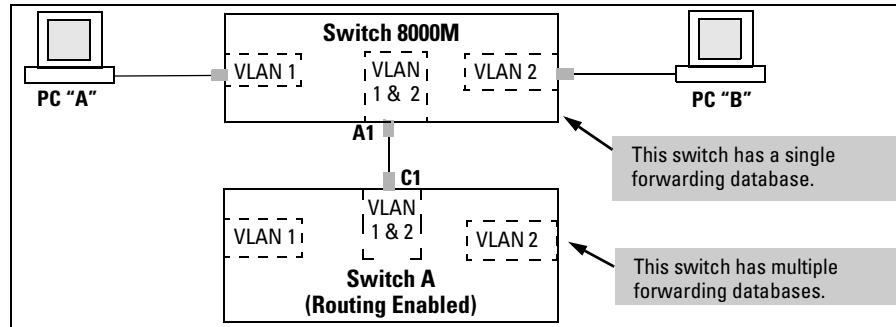 Switch 8000M
PC "A"
VLAN 1
VLAN
1 & 2
VLAN 2
PC "B"
A1
This switch has a single
forwarding database.
C1
VLAN 1
VLAN
1 & 2
VLAN 2
Switch A
(Routing Enabled)
This switch has multiple
forwarding databases.